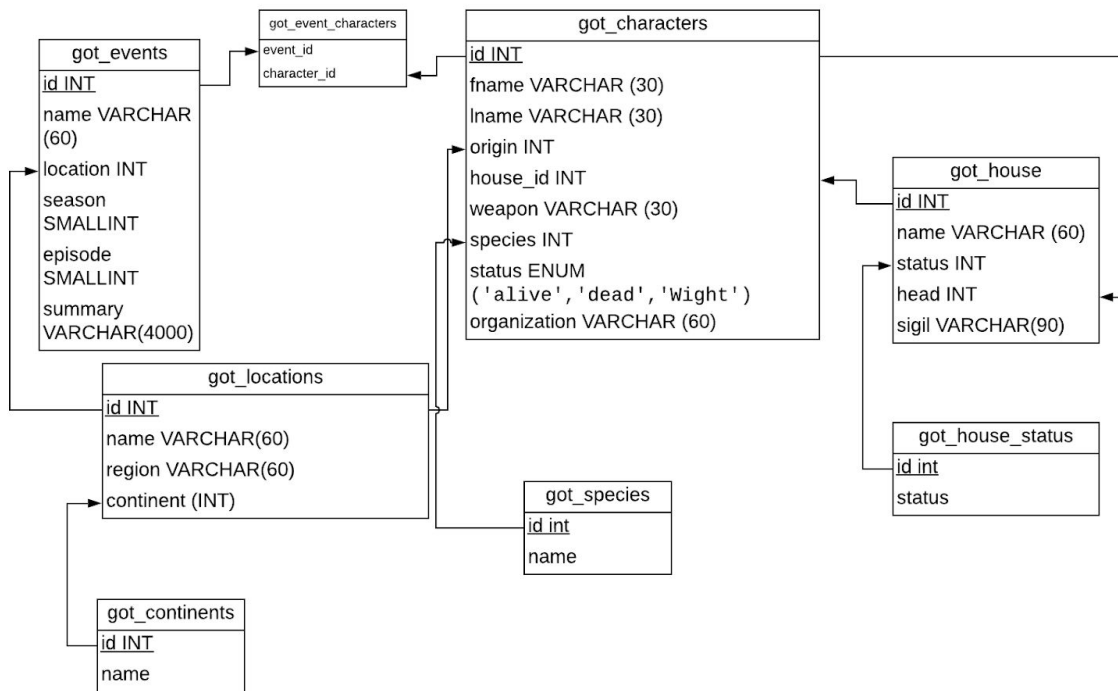 got_events
id INT
name VARCHAR
(60)
location INT
season
SMALLINT
episode
SMALLINT
summary
VARCHAR(4000)
got_event_characters
event_id
character_id
got_characters
id INT
fname VARCHAR (30)
lname VARCHAR (30)
origin INT
house_id INT
weapon VARCHAR (30)
species INT
status ENUM
('alive','dead','Wight')
organization VARCHAR (60)
got_house
id INT
name VARCHAR (60)
status INT
head INT
sigil VARCHAR(90)
got_locations
id INT
name VARCHAR(60)
region VARCHAR(60)
continent (INT)
got_house_status
id int
status
got_species
id int
name
got_continents
id INT
name